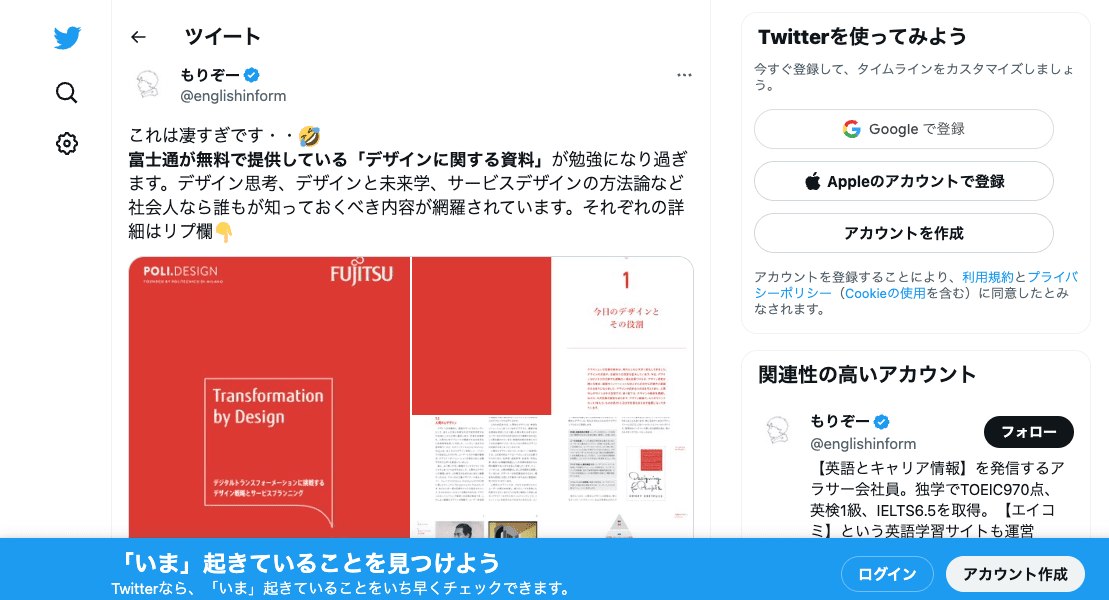 ツイート
もりぞー
@englishinform
これは凄すぎです・・🤣
富士通が無料で提供している「デザインに関する資料」が勉強になり過ぎ
ます。デザイン思考、デザインと未来学、サービスデザインの方法論など
社会人なら誰もが知っておくべき内容が網羅されています。それぞれの詳
細はリプ欄👇
POLI.DESIGN
FUJITSU
Transformation
by Design
デジタルトランスフォーメーションに挑戦する
デザイン戦略とサービスプランニング
1
今日のデザインと
その役割
Twitterを使ってみよう
今すぐ登録して、タイムラインをカスタマイズしましょ
う。
Google で登録
Appleのアカウントで登録
アカウントを作成
アカウントを登録することにより、利用規約とプライバ
シーポリシー（Cookieの使用を含む）に同意したとみ
なされます。
関連性の高いアカウント
もりぞー
@englishinform
フォロー
【英語とキャリア情報】を発信するア
ラサー会社員。独学でTOEIC970点、
英検1級、IELTS6.5を取得。【エイコ
ミ】という英語学習サイトも運営
「いま」起きていることを見つけよう
Twitterなら、「いま」起きていることをいち早くチェックできます。
ログイン
アカウント作成